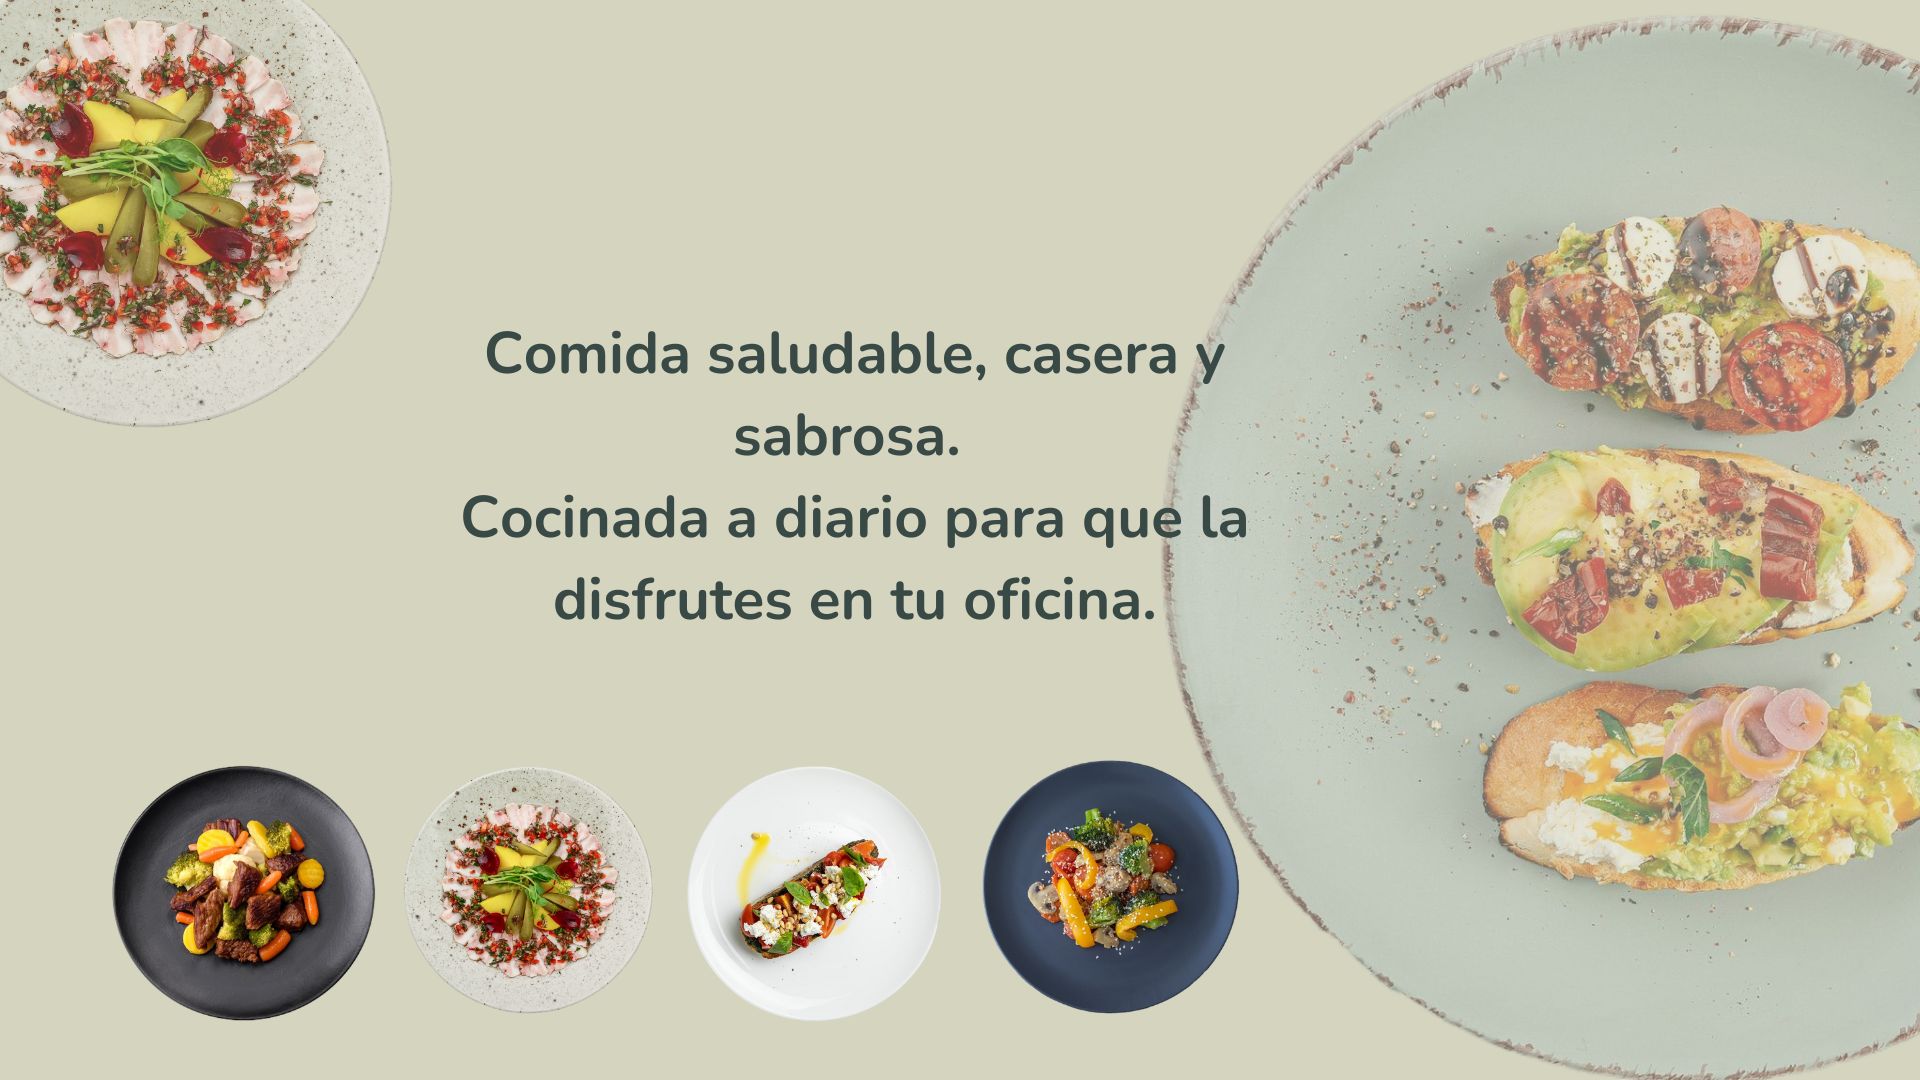 Comida saludable, casera y
sabrosa.
Cocinada a diario para que la
disfrutes en tu oficina.